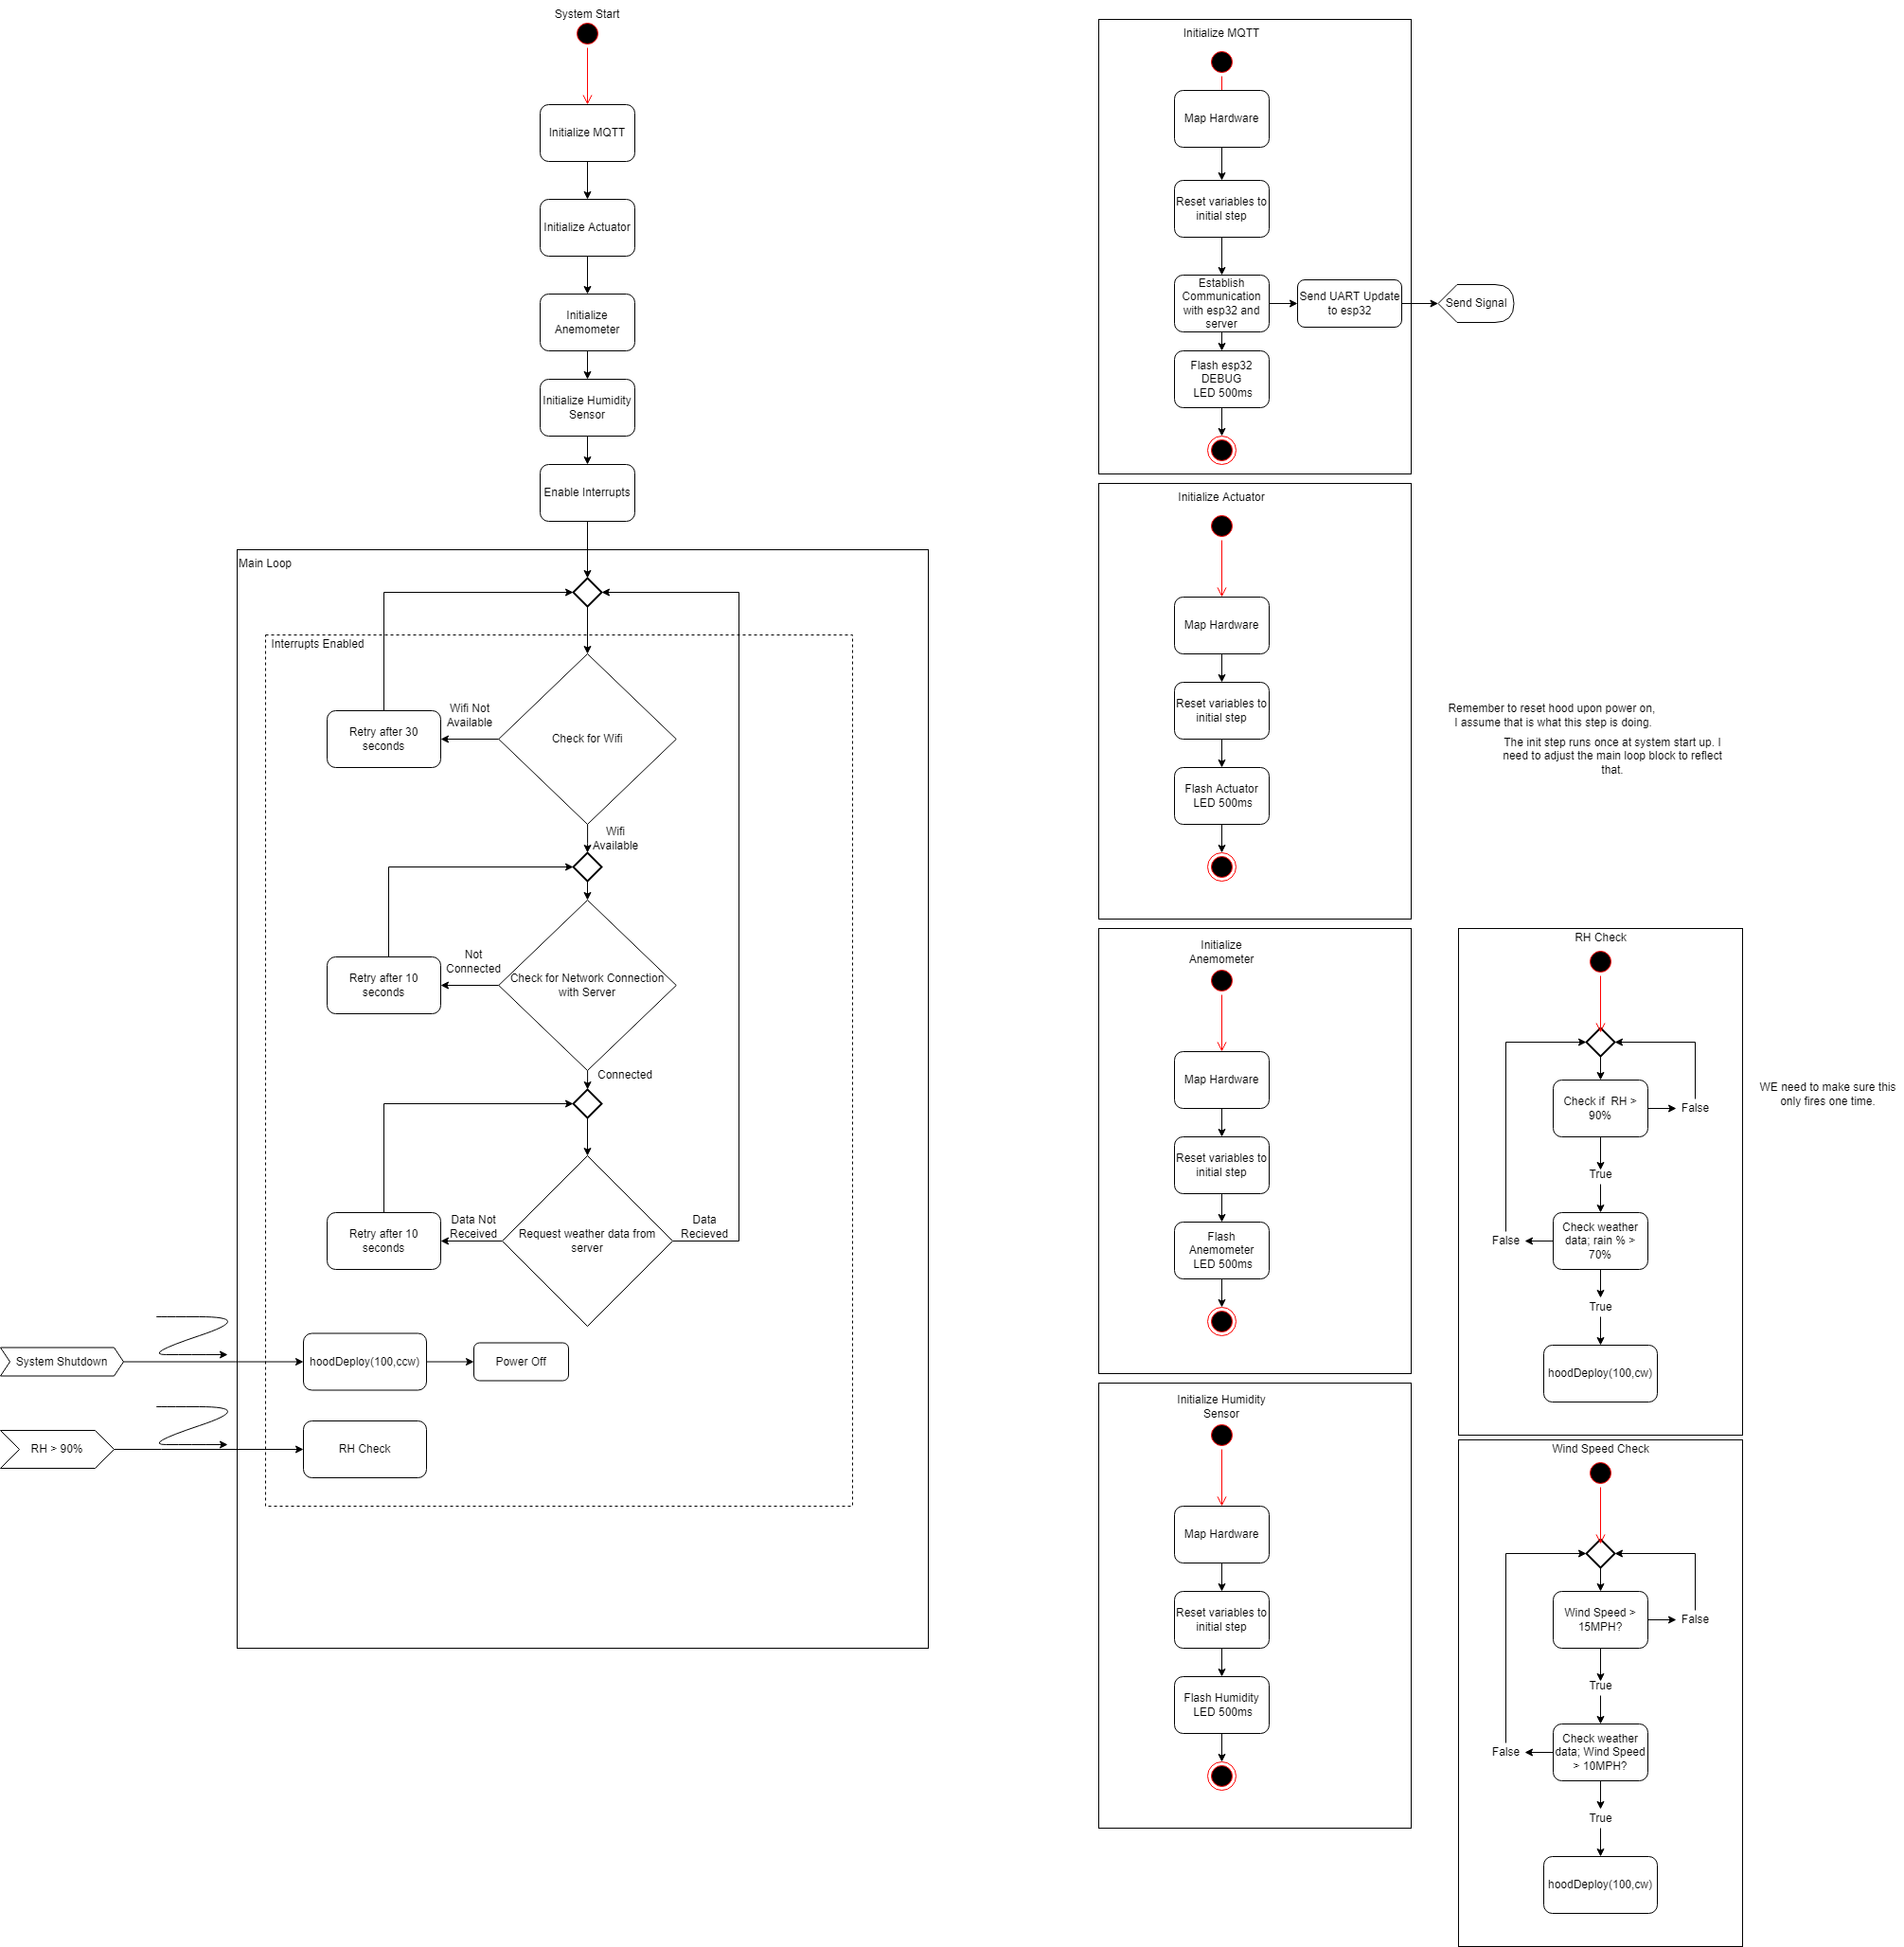 System Start
Initialize MQTT
Initialize Actuator
Initialize
Anemometer
Initialize Humidity
Sensor
Enable Interrupts
Main Loop
Interrupts Enabled
Check for Wifi
Wifi Not
Available
Retry after 30
seconds
Wifi
Available
Check for Network Connection
with Server
Not
Connected
Retry after 10
seconds
Connected
Request weather data from
server
Data Not
Received
Retry after 10
seconds
Data
Recieved
System Shutdown
hoodDeploy(100,ccw)
Power Off
RH > 90%
RH Check
Initialize MQTT
Map Hardware
Reset variables to
initial step
Establish
Communication
with esp32 and
server
Send UART Update
to esp32
Send Signal
Flash esp32
DEBUG
LED 500ms
Initialize Actuator
Map Hardware
Reset variables to
initial step
Flash Actuator
LED 500ms
Remember to reset hood upon power on,
I assume that is what this step is doing.
The init step runs once at system start up. I
need to adjust the main loop block to reflect
that.
Initialize
Anemometer
Map Hardware
Reset variables to
initial step
Flash
Anemometer
LED 500ms
Initialize Humidity
Sensor
Map Hardware
Reset variables to
initial step
Flash Humidity
LED 500ms
RH Check
Check if  RH >
90%
False
True
Check weather
data; rain % >
70%
False
True
hoodDeploy(100,cw)
WE need to make sure this
only fires one time.
Wind Speed Check
Wind Speed >
15MPH?
False
True
Check weather
data; Wind Speed
> 10MPH?
False
True
hoodDeploy(100,cw)